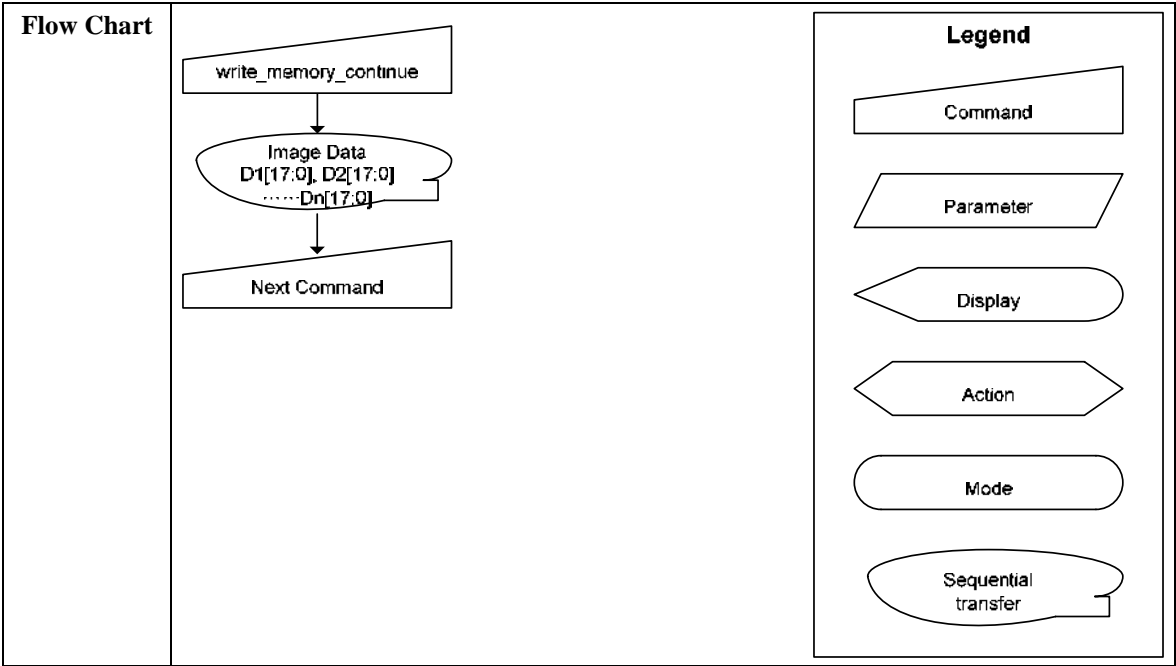 Flow Chart
write_memory_continue
Image Data
D1[17:0], D2[17:0]
······Dn[17:0]
Next Command
Legend
Command
Parameter
Display
Action
Mode
Sequential
transfer